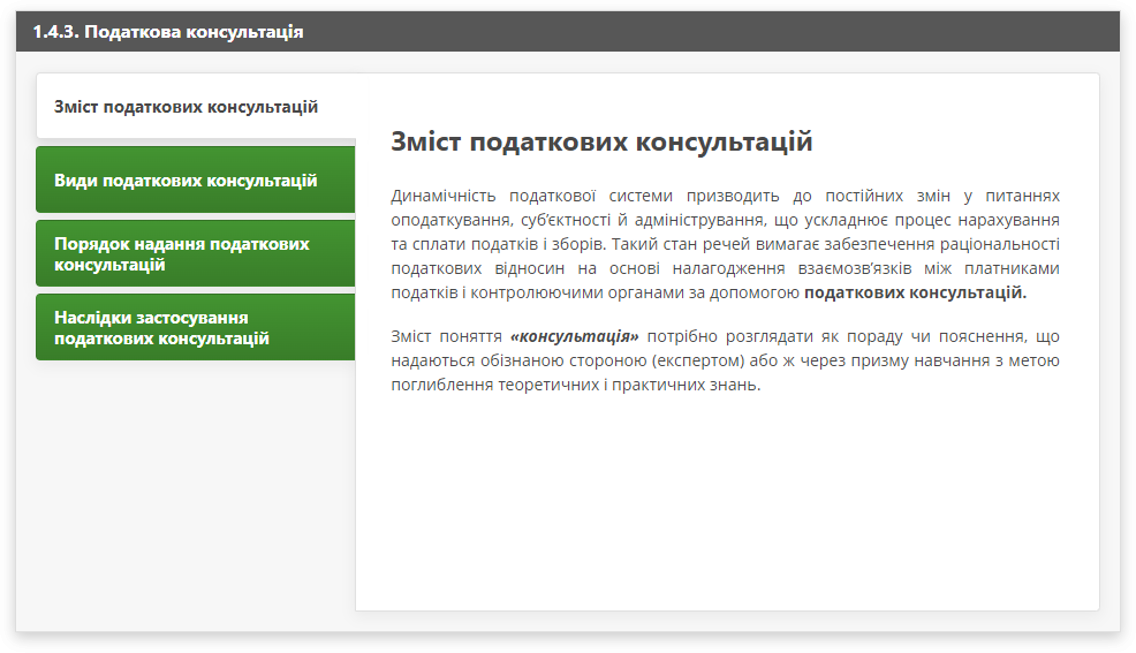 1.4.3. Податкова консультація
Зміст податкових консультацій
Види податкових консультацій
Порядок надання податкових
консультацій
Наслідки застосування
податкових консультацій
Зміст податкових консультацій
Динамічність податкової системи призводить до постійних змін у питаннях
оподаткування, суб’єктності й адміністрування, що ускладнює процес нарахування
та сплати податків і зборів. Такий стан речей вимагає забезпечення раціональності
податкових відносин на основі налагодження взаємозв’язків між платниками
податків і контролюючими органами за допомогою податкових консультацій.
Зміст поняття «консультація» потрібно розглядати як пораду чи пояснення, що
надаються обізнаною стороною (експертом) або ж через призму навчання з метою
поглиблення теоретичних і практичних знань.